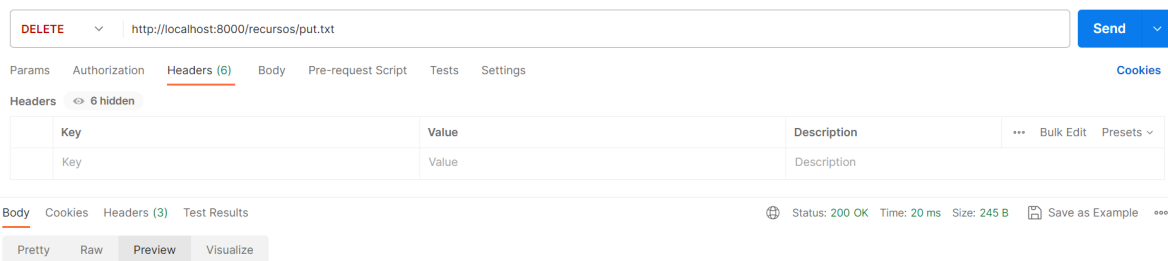 DELETE http://localhost:8000/recursos/put.txt Send
Params Authorization Headers (6) Body Pre-request Script Tests Settings Cookies
Headers 6 hidden
Key Value Description ••• Bulk Edit Presets
Key Value Description
Body Cookies Headers (3) Test Results Status: 200 OK Time: 20 ms Size: 245 B Save as Example
Pretty Raw Preview Visualize